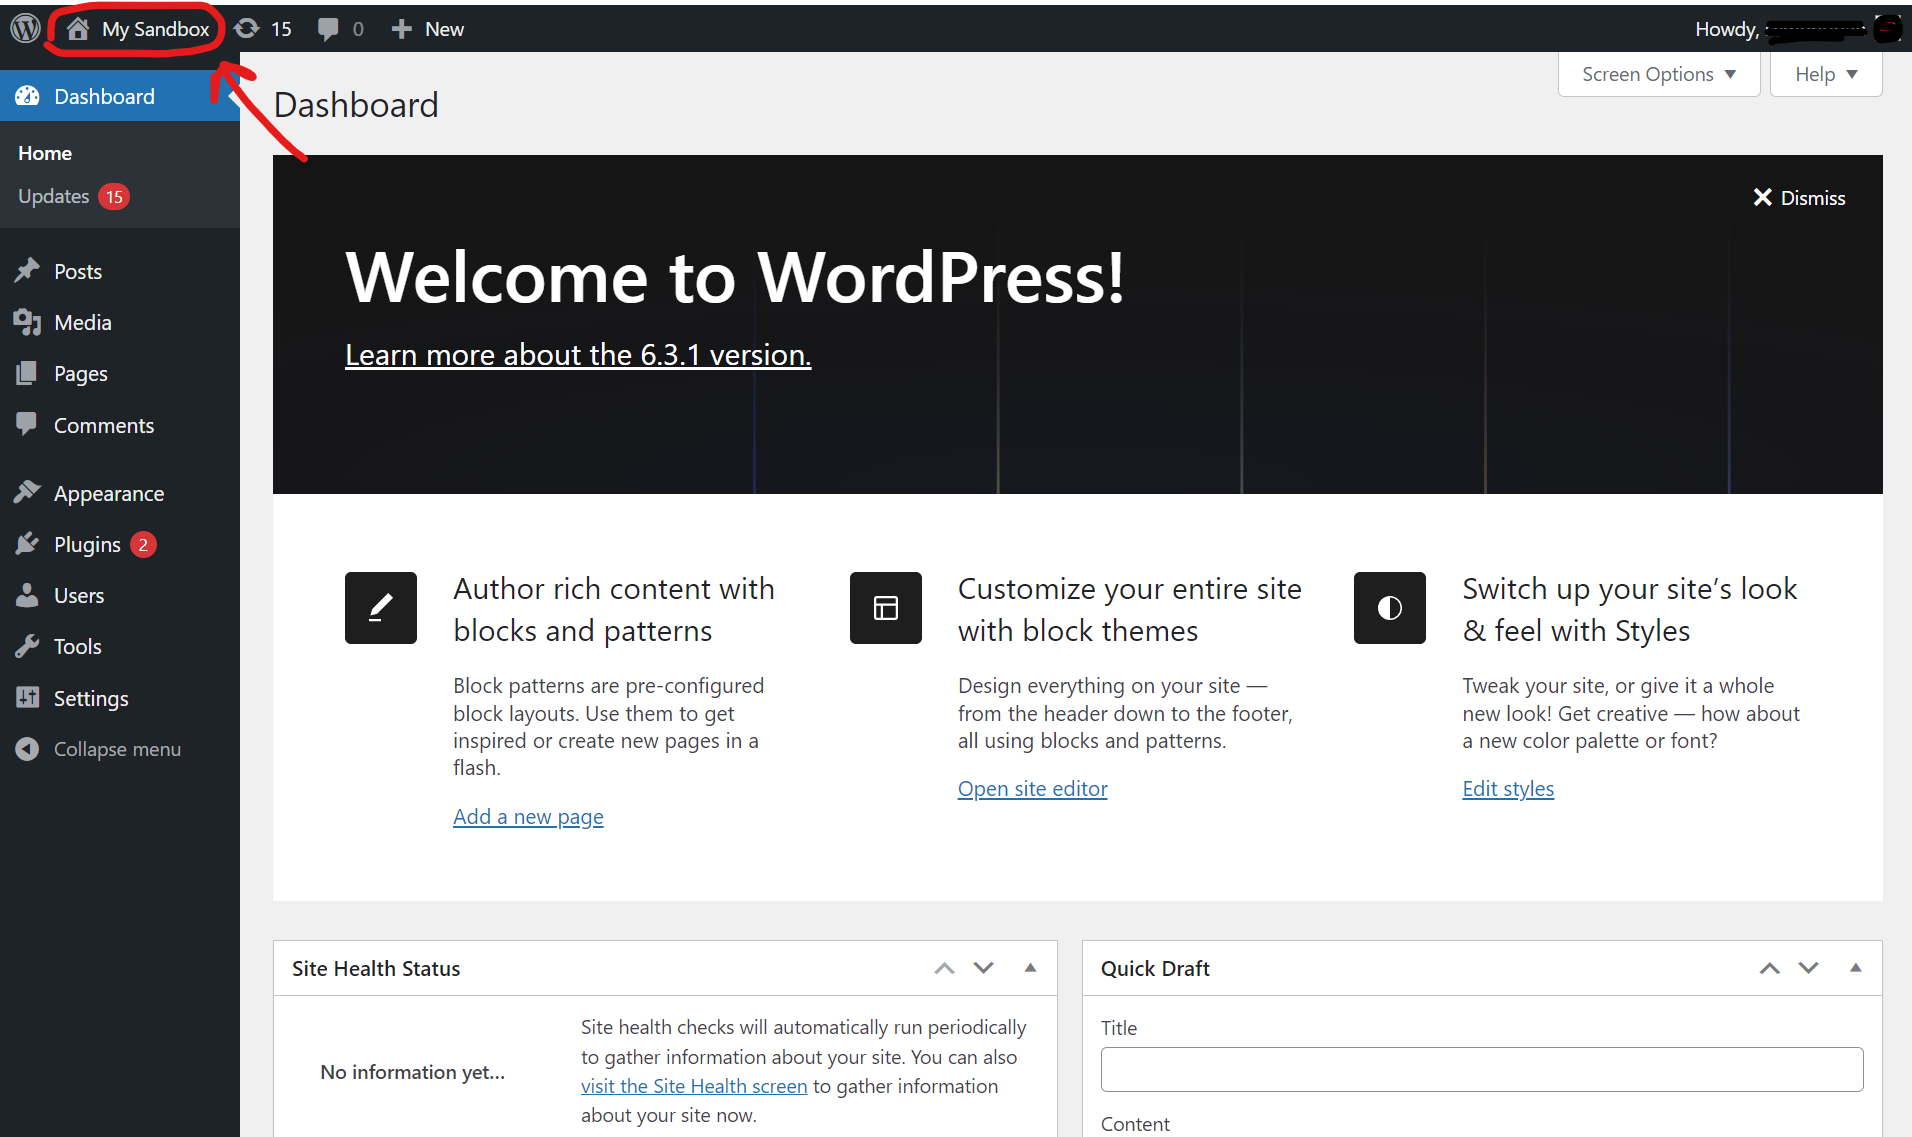 My Sandbox 15 0 New Howdy,
Screen Options Help
Dashboard
Home
Updates 15
Posts
Media
Pages
Comments
Appearance
Plugins 2
Users
Tools
Settings
Collapse menu
Dashboard
Dismiss
Welcome to WordPress!
Learn more about the 6.3.1 version.
Author rich content with
blocks and patterns
Block patterns are pre-configured
block layouts. Use them to get
inspired or create new pages in a
flash.
Add a new page
Customize your entire site
with block themes
Design everything on your site —
from the header down to the footer,
all using blocks and patterns.
Open site editor
Switch up your site’s look
& feel with Styles
Tweak your site, or give it a whole
new look! Get creative — how about
a new color palette or font?
Edit styles
Site Health Status
No information yet...
Site health checks will automatically run periodically
to gather information about your site. You can also
visit the Site Health screen to gather information
about your site now.
Quick Draft
Title
Content